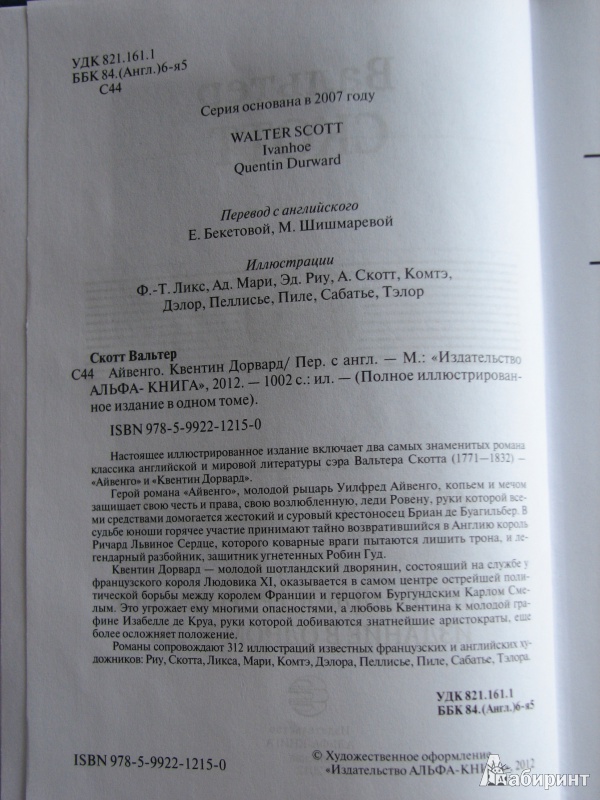 УДК 821.161.1
ББК 84.(Англ.)6-я5
С44
Серия основана в 2007 году
WALTER SCOTT
Ivanhoe
Quentin Durward
Перевод с английского
Е. Бекетовой, М. Шишмаревой
Иллюстрации
Ф.-Т. Ликс, Ад. Мари, Эд. Риу, А. Скотт, Комтэ,
Дэлор, Пеллисье, Пиле, Сабатье, Тэлор
Скотт Вальтер
С44 Айвенго. Квентин Дорвард/ Пер. с англ. — М.: «Издательство
АЛЬФА- КНИГА», 2012. — 1002 с.: ил. — (Полное иллюстрирован-
ное издание в одном томе).
ISBN 978-5-9922-1215-0
Настоящее иллюстрированное издание включает два самых знаменитых романа
классика английской и мировой литературы сэра Вальтера Скотта (1771—1832) —
«Айвенго» и «Квентин Дорвард».
Герой романа «Айвенго», молодой рыцарь Уилфред Айвенго, копьем и мечом
защищает свою честь и права, свою возлюбленную, леди Ровену, руки которой все-
ми средствами домогается жестокий и суровый крестоносец Бриан де Буагильбер. В
судьбе юноши горячее участие принимают тайно возвратившийся в Англию король
Ричард Львиное Сердце, которого коварные враги пытаются лишить трона, и ле-
гендарный разбойник, защитник угнетенных Робин Гуд.
Квентин Дорвард — молодой шотландский дворянин, состоящий на службе у
французского короля Людовика XI, оказывается в самом центре острейшей поли-
тической борьбы между королем Франции и герцогом Бургундским Карлом Сме-
лым. Это угрожает ему многими опасностями, а любовь Квентина к молодой гра-
фине Изабелле де Круа, руки которой добиваются знатнейшие аристократы, еще
более осложняет положение.
Романы сопровождают 312 иллюстраций известных французских и английских ху-
дожников: Риу, Скотта, Ликса, Мари, Комтэ, Дэлора, Пеллисье, Пиле, Сабатье, Тэлора.
УДК 821.161.1
ББК 84.(Англ.)6-я5
© Художественное оформление,
ISBN 978-5-9922-1215-0 «Издательство АЛЬФА-КНИГА», 2012
Лабиринт